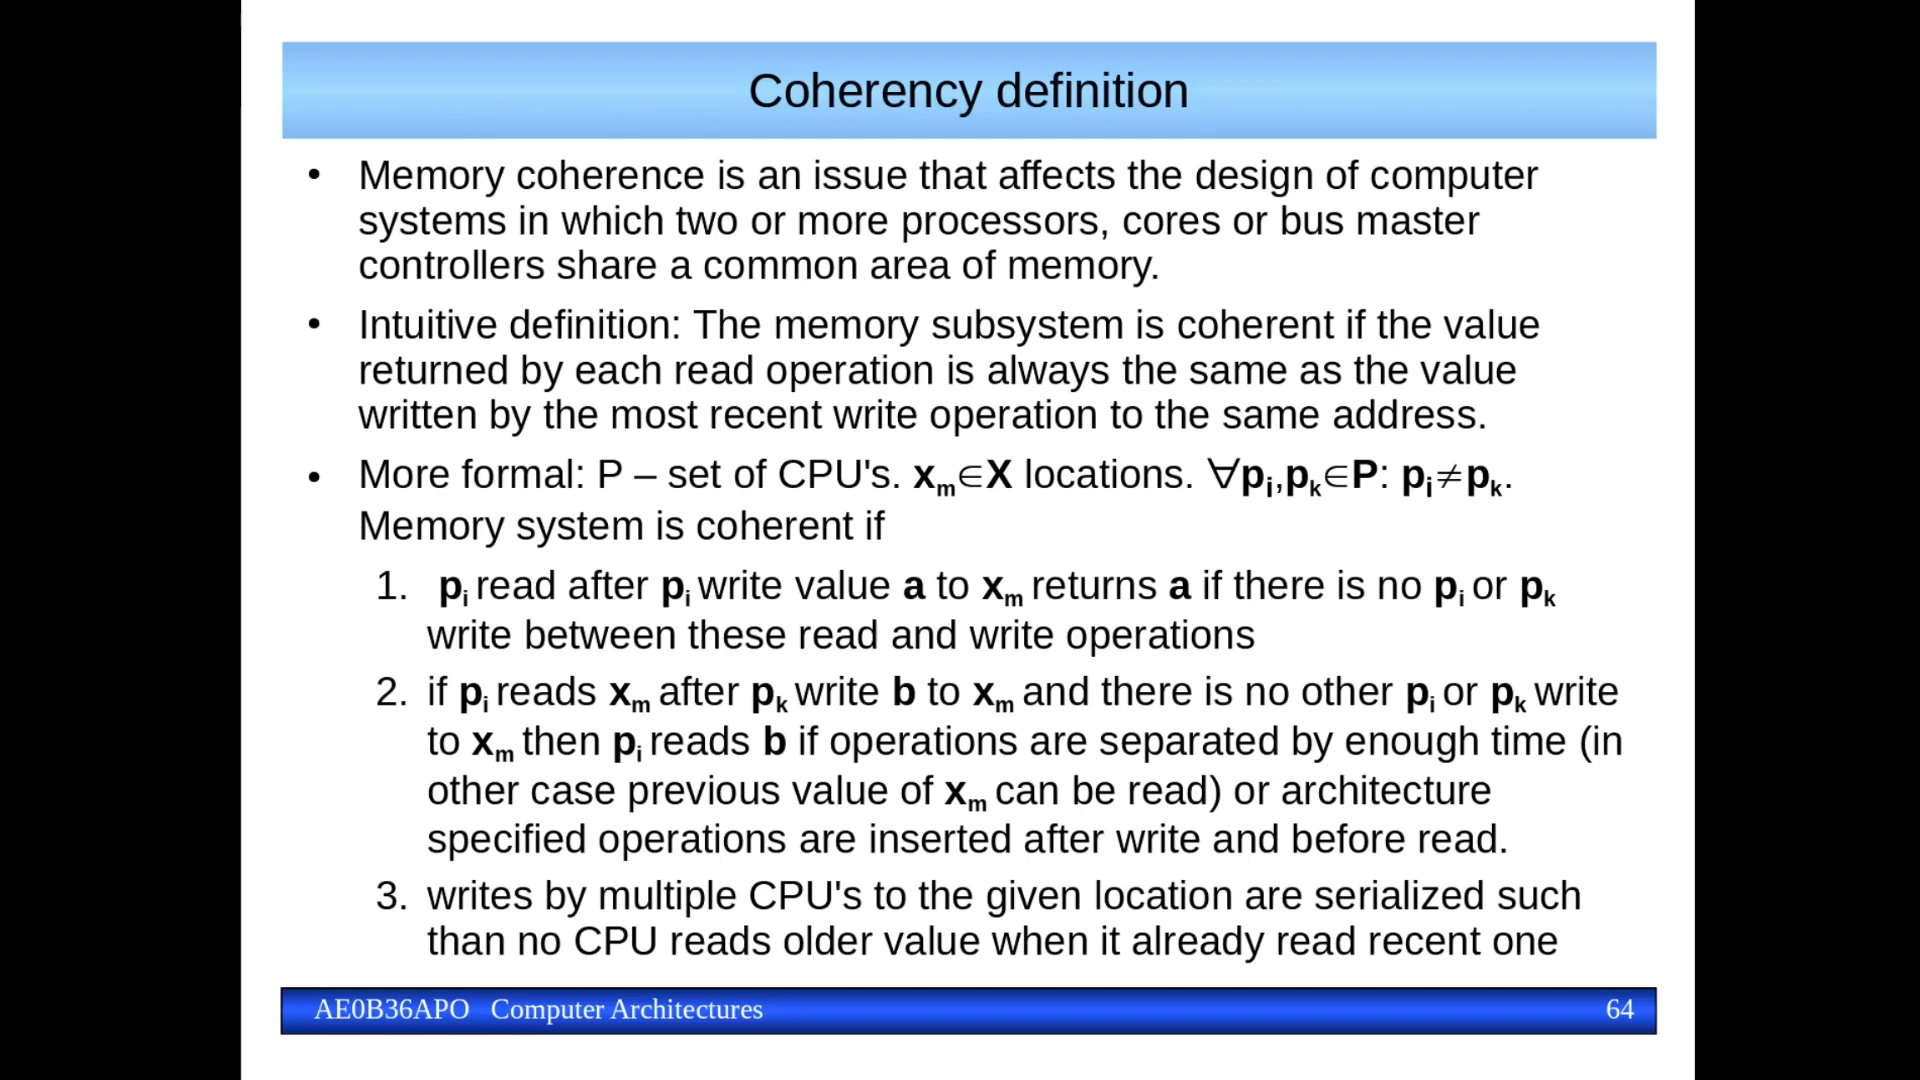 Coherency definition
• Memory coherence is an issue that affects the design of computer
systems in which two or more processors, cores or bus master
controllers share a common area of memory.
• Intuitive definition: The memory subsystem is coherent if the value
returned by each read operation is always the same as the value
written by the most recent write operation to the same address.
• More formal: P – set of CPU's. xₘ∈X locations. ∀pᵢ,pₖ∈P: pᵢ≠pₖ.
Memory system is coherent if
1. pᵢ read after pᵢ write value a to xₘ returns a if there is no pᵢ or pₖ
write between these read and write operations
2. if pᵢ reads xₘ after pₖ write b to xₘ and there is no other pᵢ or pₖ write
to xₘ then pᵢ reads b if operations are separated by enough time (in
other case previous value of xₘ can be read) or architecture
specified operations are inserted after write and before read.
3. writes by multiple CPU's to the given location are serialized such
than no CPU reads older value when it already read recent one
AE0B36APO Computer Architectures 64